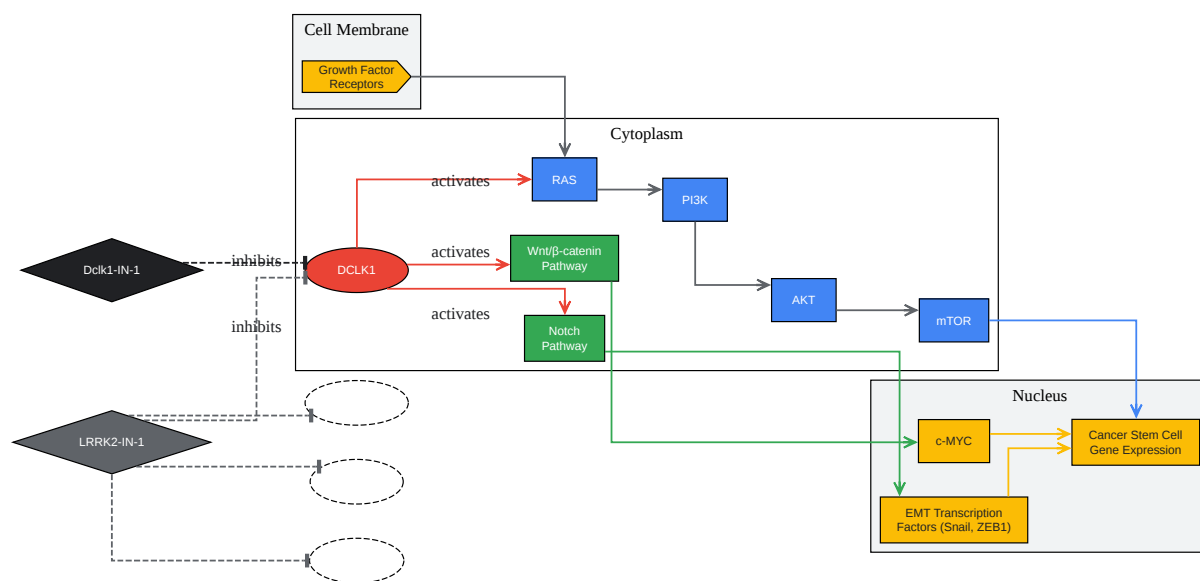 Cell Membrane
Growth Factor
Receptors
Cytoplasm
activates
RAS
PI3K
activates
Wnt/β-catenin
Pathway
inhibits
Dclk1-IN-1
DCLK1
AKT
activates
mTOR
inhibits
Notch
Pathway
Nucleus
LRRK2-IN-1
c-MYC
Cancer Stem Cell
Gene Expression
EMT Transcription
Factors (Snail, ZEB1)